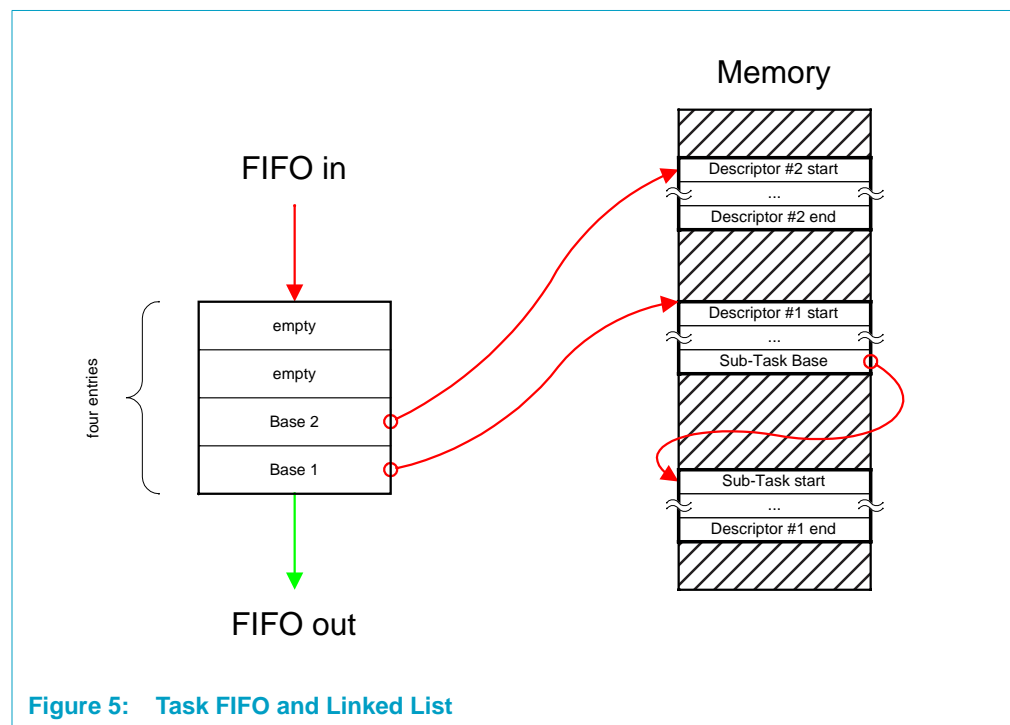 Memory
FIFO in
Descriptor #2 start
...
Descriptor #2 end
four entries
empty
empty
Base 2
Base 1
Descriptor #1 start
...
Sub-Task Base
Sub-Task start
...
Descriptor #1 end
FIFO out
Figure 5: Task FIFO and Linked List